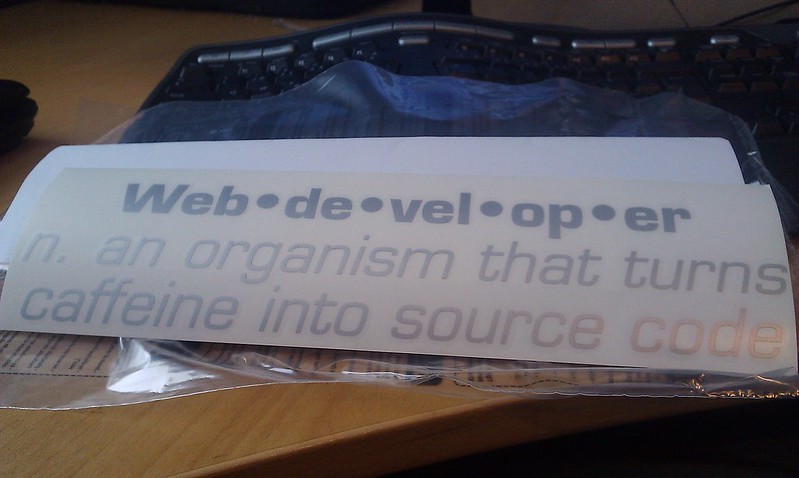 Web•de•vel•op•er
n. an organism that turns
caffeine into source code